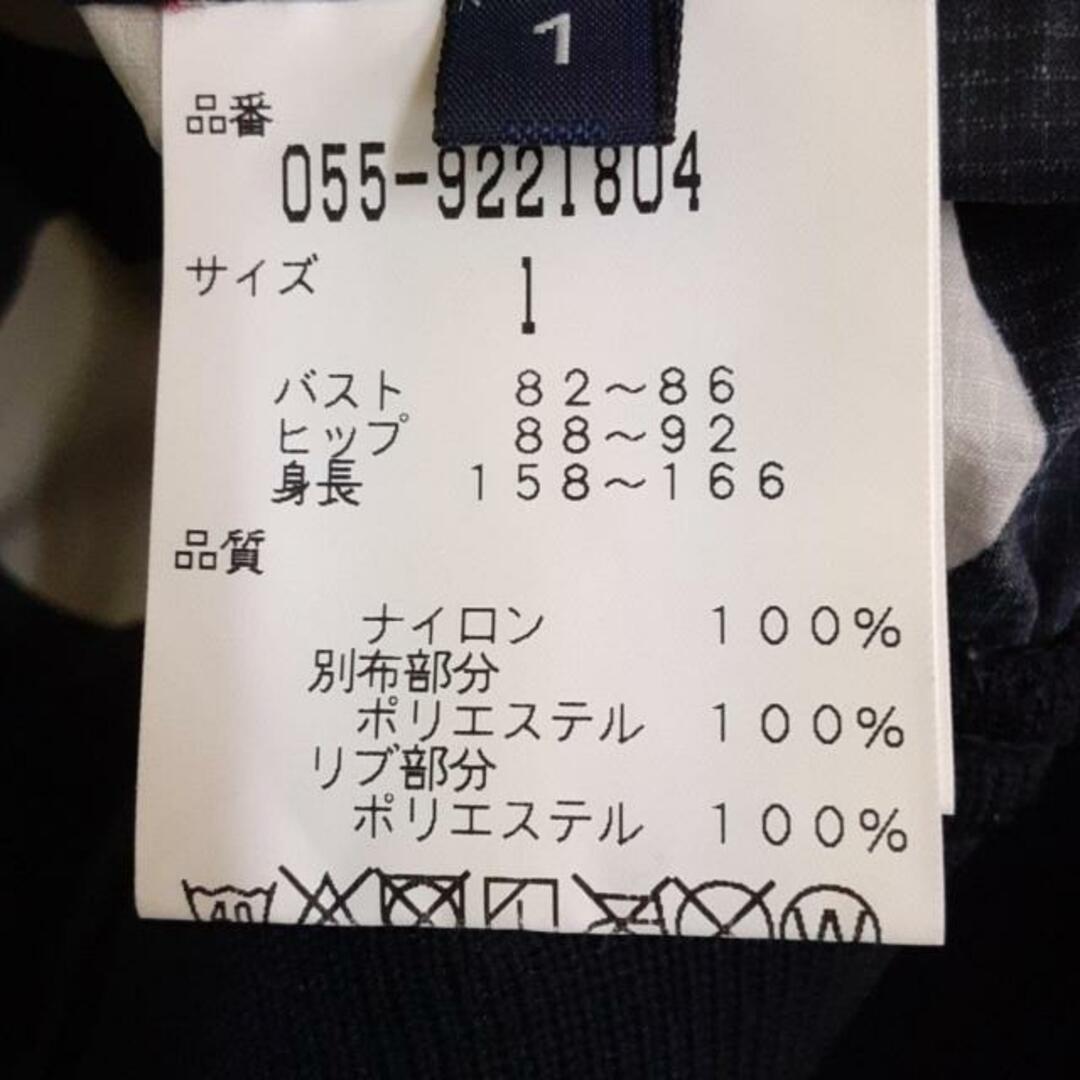 1
品番
055-9221804
サイズ 1
バスト 82～86
ヒップ 88～92
身長 158～166
品質
ナイロン 100%
別布部分
ポリエステル 100%
リブ部分
ポリエステル 100%
40
W